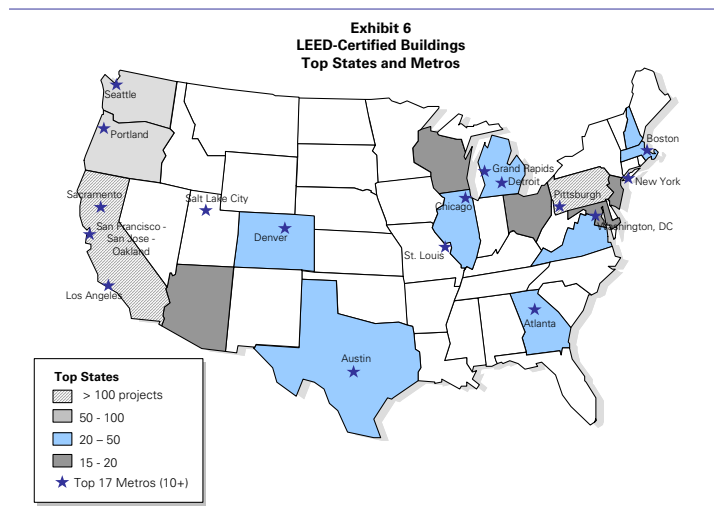 Exhibit 6
LEED-Certified Buildings
Top States and Metros
Seattle
Portland
Sacramento
San Francisco -
San Jose -
Oakland
Los Angeles
Salt Lake City
Denver
Austin
St. Louis
Chicago
Grand Rapids
Detroit
Pittsburgh
Boston
New York
Washington, DC
Atlanta
Top States
> 100 projects
50 - 100
20 – 50
15 - 20
Top 17 Metros (10+)